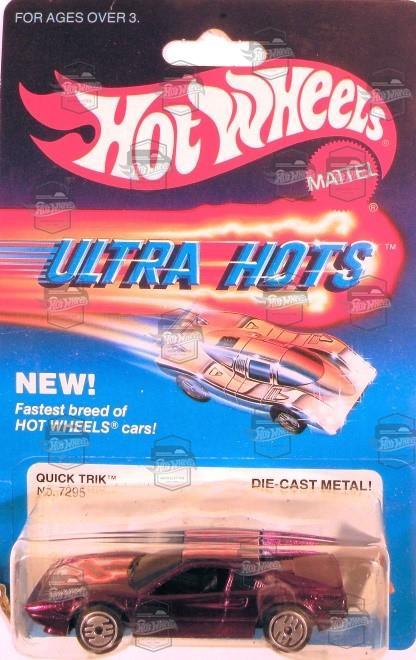 FOR AGES OVER 3.
HOT WHEELS®
MATTEL®
ULTRA HOTS™
NEW!
Fastest breed of
HOT WHEELS® cars!
QUICK TRIK™
No. 7295
DIE-CAST METAL!